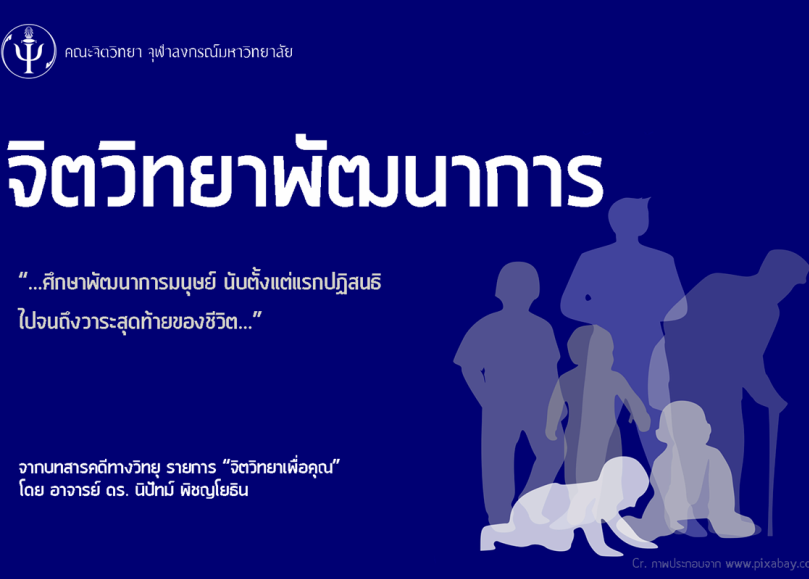 คณะจิตวิทยา จุฬาลงกรณ์มหาวิทยาลัย
จิตวิทยาพัฒนาการ
“...ศึกษาพัฒนาการมนุษย์ นับตั้งแต่แรกปฏิสนธิ
ไปจนถึงวาระสุดท้ายของชีวิต...”
จากบทสารคดีทางวิทยุ รายการ “จิตวิทยาเพื่อคุณ”
โดย อาจารย์ ดร. นิปัทม์ พิชญโยธิน
Cr. ภาพประกอบจาก www.pixabay.co